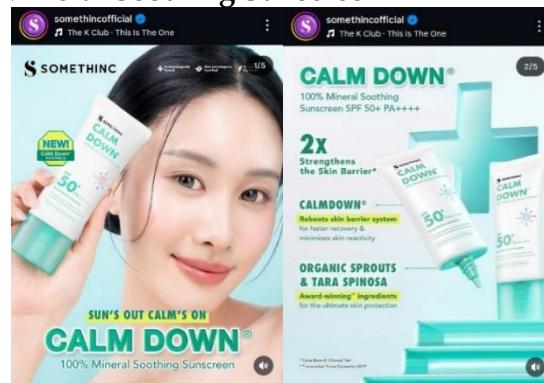 somethincofficial
The K Club · This Is The One
1/5
SOMETHINC
NEW!
Calm Down
S SOMETHINC
CALM
DOWN
50+
SUN'S OUT CALM'S ON
CALM DOWN®
100% Mineral Soothing Sunscreen
somethincofficial
The K Club · This Is The One
2/5
CALM DOWN®
100% Mineral Soothing
Sunscreen SPF 50+ PA++++
2x
Strengthens
the Skin Barrier*
CALMDOWN®
Reboots skin barrier system
for faster recovery &
minimizes skin reactivity
ORGANIC SPROUTS
& TARA SPINOSA
Award-winning** ingredients
for the ultimate skin protection
SOMETHINC
CALM
DOWN
50+
CALM
DOWN
50+